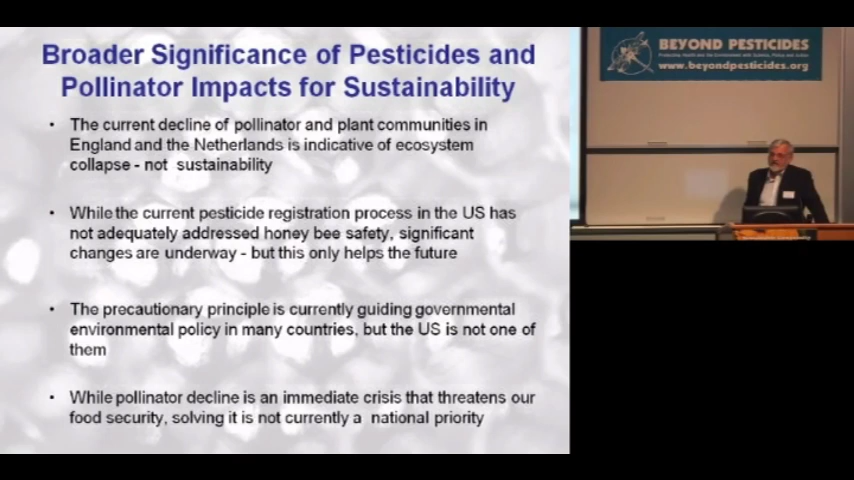 Broader Significance of Pesticides and
Pollinator Impacts for Sustainability
• The current decline of pollinator and plant communities in
England and the Netherlands is indicative of ecosystem
collapse - not sustainability
• While the current pesticide registration process in the US has
not adequately addressed honey bee safety, significant
changes are underway - but this only helps the future
• The precautionary principle is currently guiding governmental
environmental policy in many countries, but the US is not one of
them
• While pollinator decline is an immediate crisis that threatens our
food security, solving it is not currently a national priority
BEYOND PESTICIDES
www.beyondpesticides.org